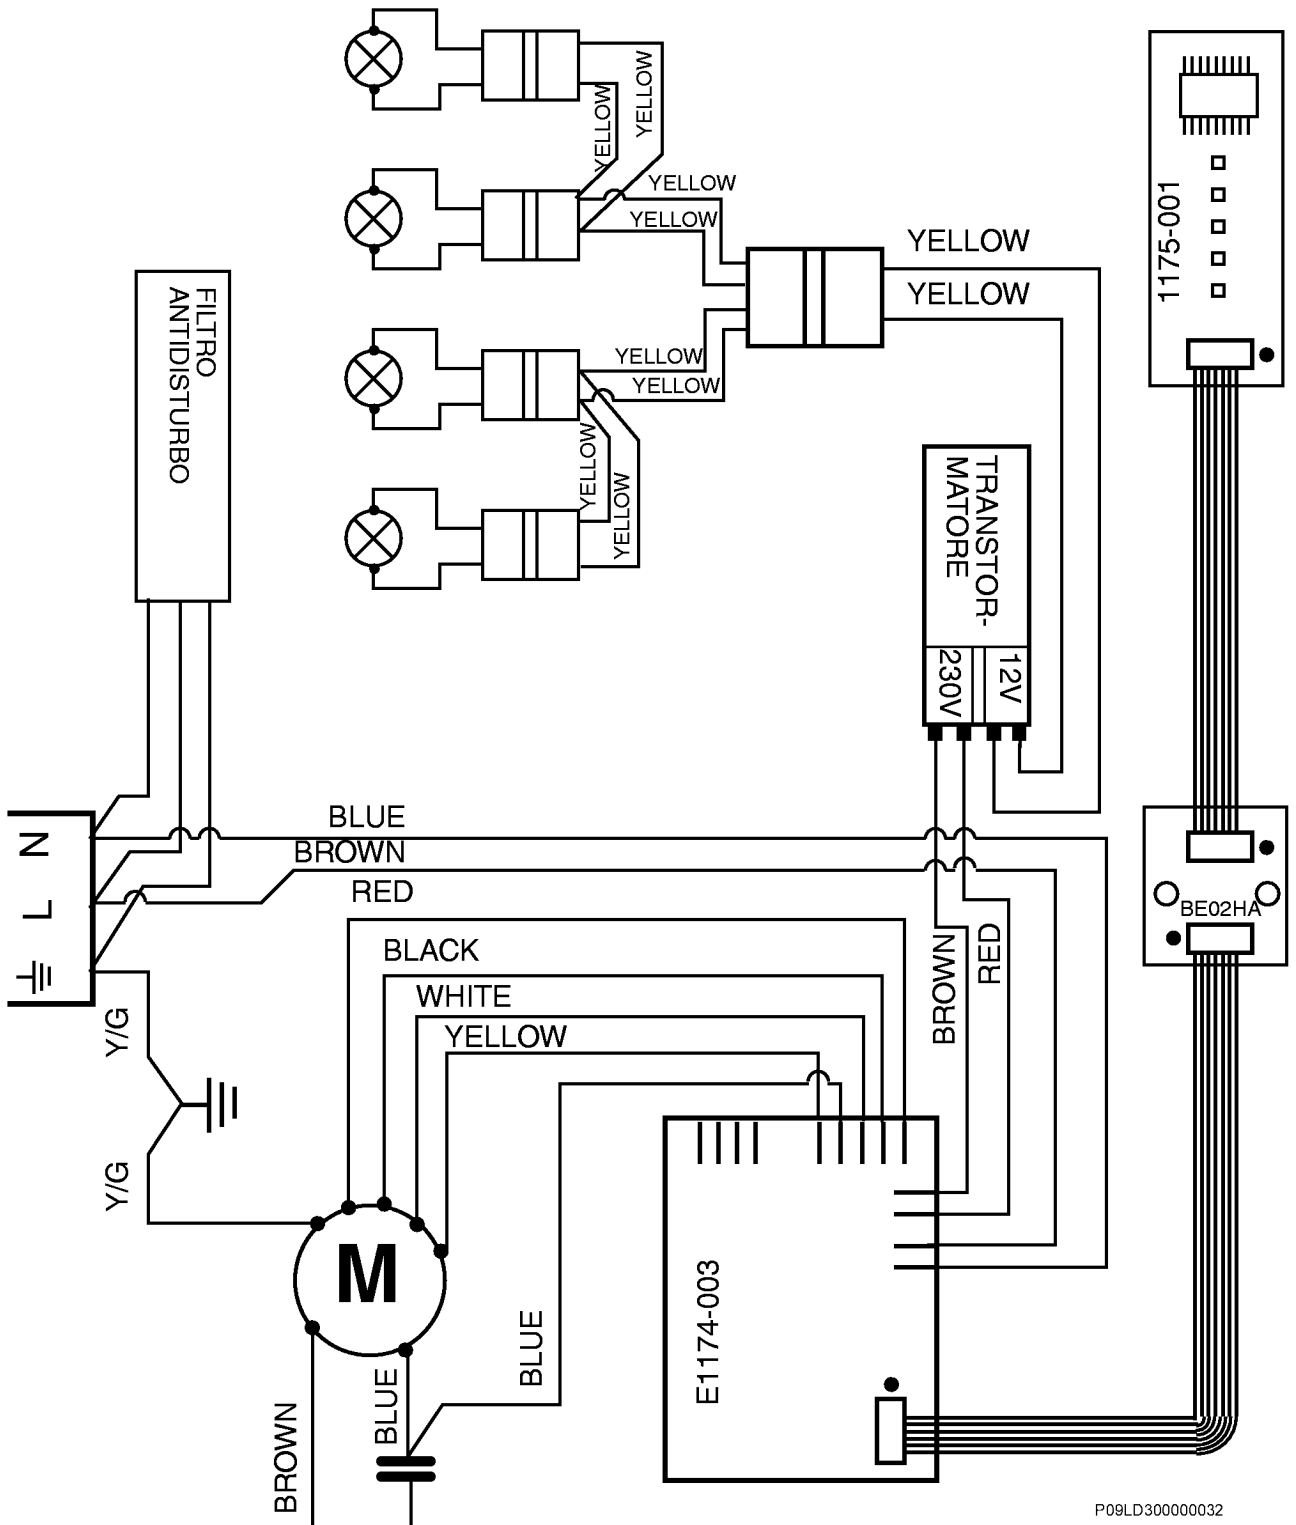 YELLOW
YELLOW
YELLOW
YELLOW
YELLOW
YELLOW
1175-001
FILTRO
ANTIDISTURBO
YELLOW
YELLOW
YELLOW
YELLOW
TRANSTOR-
MATORE
230V
12V
N
L
BLUE
BROWN
RED
BLACK
WHITE
YELLOW
BROWN
RED
BE02HA
Y/G
Y/G
M
E1174-003
BLUE
BLUE
BROWN
P09LD300000032